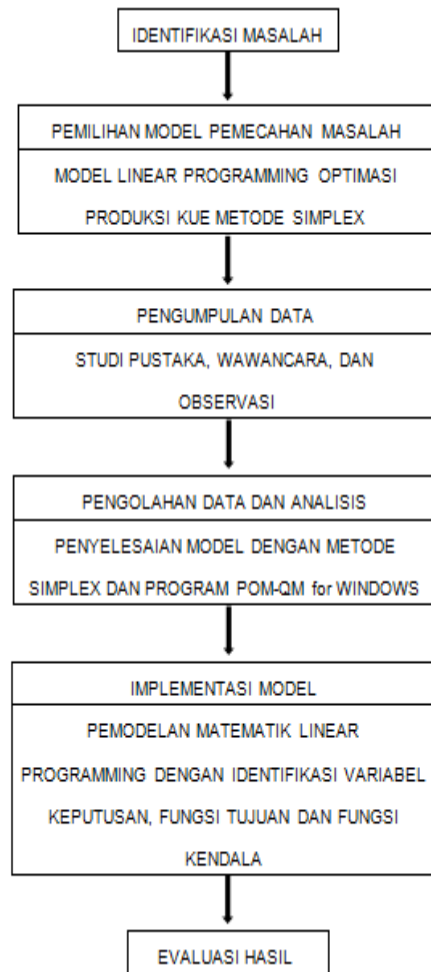 IDENTIFIKASI MASALAH
PEMILIHAN MODEL PEMECAHAN MASALAH
MODEL LINEAR PROGRAMMING OPTIMASI
PRODUKSI KUE METODE SIMPLEX
PENGUMPULAN DATA
STUDI PUSTAKA, WAWANCARA, DAN
OBSERVASI
PENGOLAHAN DATA DAN ANALISIS
PENYELESAIAN MODEL DENGAN METODE
SIMPLEX DAN PROGRAM POM-QM for WINDOWS
IMPLEMENTASI MODEL
PEMODELAN MATEMATIK LINEAR
PROGRAMMING DENGAN IDENTIFIKASI VARIABEL
KEPUTUSAN, FUNGSI TUJUAN DAN FUNGSI
KENDALA
EVALUASI HASIL